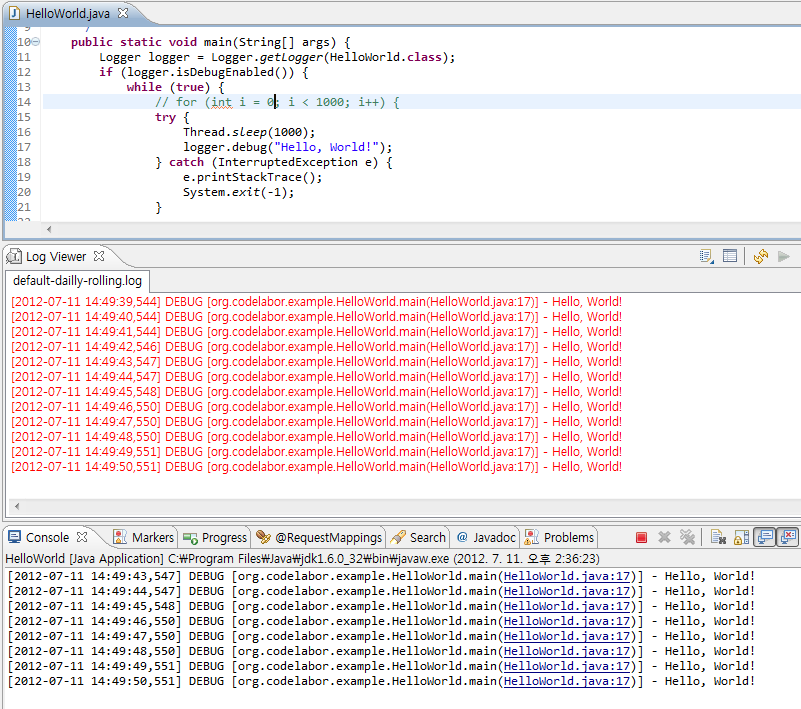 HelloWorld.java
10 public static void main(String[] args) {
11 Logger logger = Logger.getLogger(HelloWorld.class);
12 if (logger.isDebugEnabled()) {
13 while (true) {
14 // for (int i = 0; i < 1000; i++) {
15 try {
16 Thread.sleep(1000);
17 logger.debug("Hello, World!");
18 } catch (InterruptedException e) {
19 e.printStackTrace();
20 System.exit(-1);
21 }
Log Viewer
default-dailly-rolling.log
[2012-07-11 14:49:39,544] DEBUG [org.codelabor.example.HelloWorld.main(HelloWorld.java:17)] - Hello, World!
[2012-07-11 14:49:40,544] DEBUG [org.codelabor.example.HelloWorld.main(HelloWorld.java:17)] - Hello, World!
[2012-07-11 14:49:41,544] DEBUG [org.codelabor.example.HelloWorld.main(HelloWorld.java:17)] - Hello, World!
[2012-07-11 14:49:42,546] DEBUG [org.codelabor.example.HelloWorld.main(HelloWorld.java:17)] - Hello, World!
[2012-07-11 14:49:43,547] DEBUG [org.codelabor.example.HelloWorld.main(HelloWorld.java:17)] - Hello, World!
[2012-07-11 14:49:44,547] DEBUG [org.codelabor.example.HelloWorld.main(HelloWorld.java:17)] - Hello, World!
[2012-07-11 14:49:45,548] DEBUG [org.codelabor.example.HelloWorld.main(HelloWorld.java:17)] - Hello, World!
[2012-07-11 14:49:46,550] DEBUG [org.codelabor.example.HelloWorld.main(HelloWorld.java:17)] - Hello, World!
[2012-07-11 14:49:47,550] DEBUG [org.codelabor.example.HelloWorld.main(HelloWorld.java:17)] - Hello, World!
[2012-07-11 14:49:48,550] DEBUG [org.codelabor.example.HelloWorld.main(HelloWorld.java:17)] - Hello, World!
[2012-07-11 14:49:49,551] DEBUG [org.codelabor.example.HelloWorld.main(HelloWorld.java:17)] - Hello, World!
[2012-07-11 14:49:50,551] DEBUG [org.codelabor.example.HelloWorld.main(HelloWorld.java:17)] - Hello, World!
Console Markers Progress @RequestMappings Search @ Javadoc Problems
HelloWorld [Java Application] C:₩Program Files₩Java₩jdk1.6.0_32₩bin₩javaw.exe (2012. 7. 11. 오후 2:36:23)
[2012-07-11 14:49:43,547] DEBUG [org.codelabor.example.HelloWorld.main(HelloWorld.java:17)] - Hello, World!
[2012-07-11 14:49:44,547] DEBUG [org.codelabor.example.HelloWorld.main(HelloWorld.java:17)] - Hello, World!
[2012-07-11 14:49:45,548] DEBUG [org.codelabor.example.HelloWorld.main(HelloWorld.java:17)] - Hello, World!
[2012-07-11 14:49:46,550] DEBUG [org.codelabor.example.HelloWorld.main(HelloWorld.java:17)] - Hello, World!
[2012-07-11 14:49:47,550] DEBUG [org.codelabor.example.HelloWorld.main(HelloWorld.java:17)] - Hello, World!
[2012-07-11 14:49:48,550] DEBUG [org.codelabor.example.HelloWorld.main(HelloWorld.java:17)] - Hello, World!
[2012-07-11 14:49:49,551] DEBUG [org.codelabor.example.HelloWorld.main(HelloWorld.java:17)] - Hello, World!
[2012-07-11 14:49:50,551] DEBUG [org.codelabor.example.HelloWorld.main(HelloWorld.java:17)] - Hello, World!